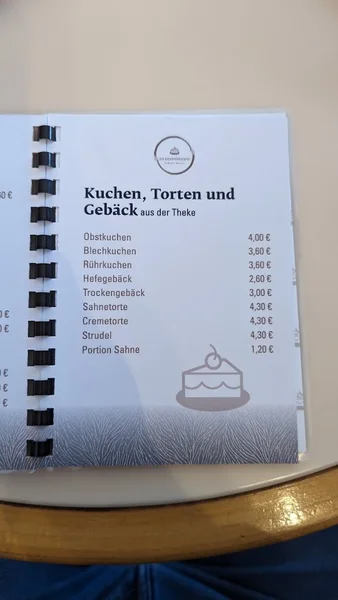 Kuchen, Torten und
Gebäck aus der Theke
Obstkuchen 4,00 €
Blechkuchen 3,60 €
Rührkuchen 3,60 €
Hefegebäck 2,60 €
Trockengebäck 3,00 €
Sahnetorte 4,30 €
Cremetorte 4,30 €
Strudel 4,30 €
Portion Sahne 1,20 €